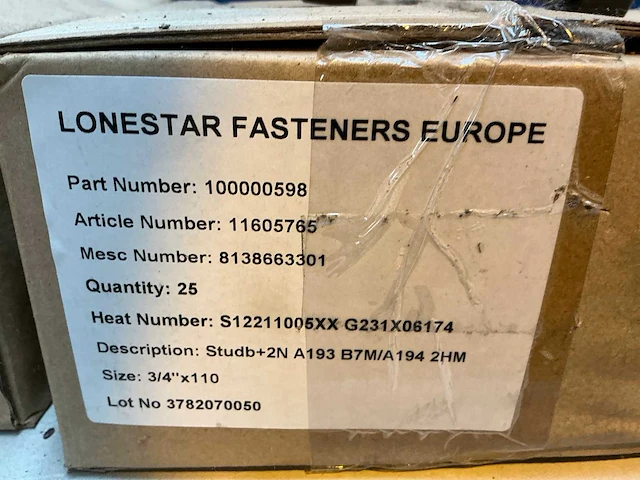 LONESTAR FASTENERS EUROPE
Part Number: 100000598
Article Number: 11605765
Mesc Number: 8138663301
Quantity: 25
Heat Number: S12211005XX G231X06174
Description: Studb+2N A193 B7M/A194 2HM
Size: 3/4"x110
Lot No 3782070050